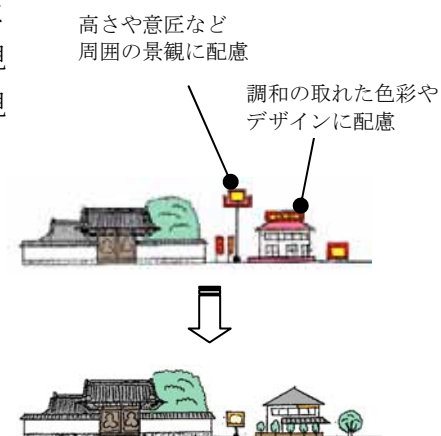 高さや意匠など
周囲の景観に配慮
調和の取れた色彩や
デザインに配慮